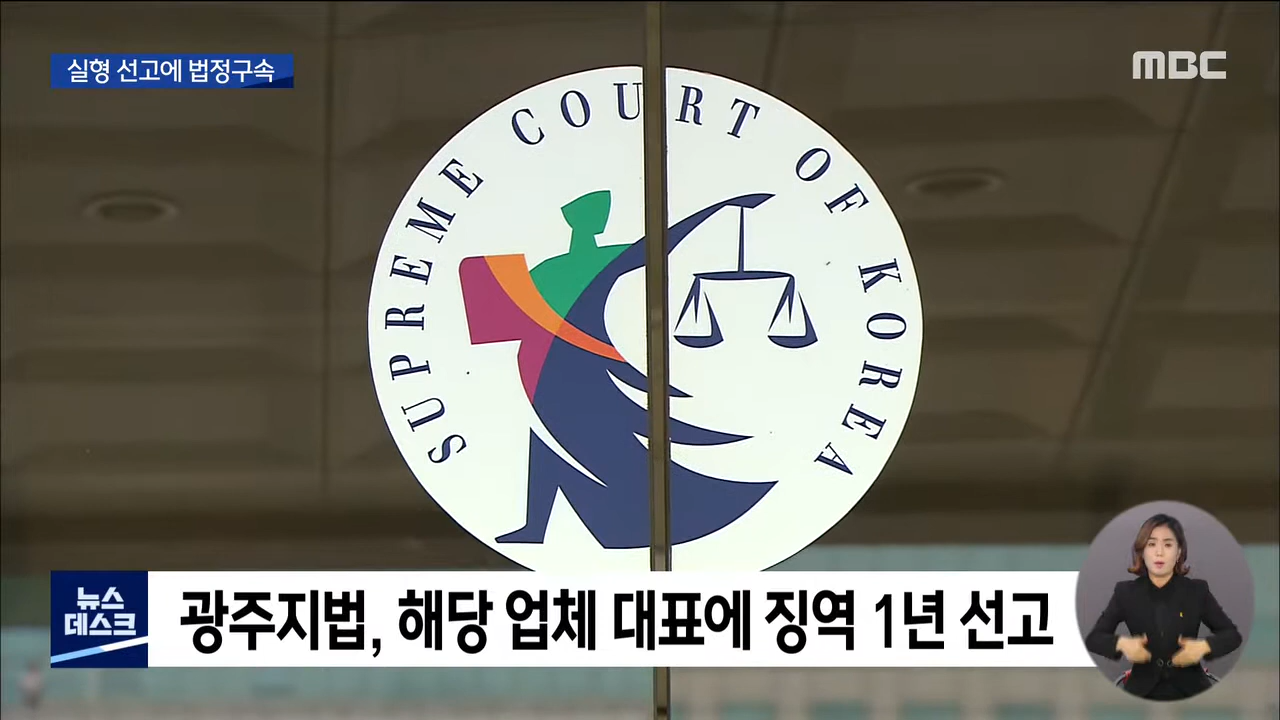 실형 선고에 법정구속
MBC
SUPREME COURT OF KOREA
뉴스
데스크
광주지법, 해당 업체 대표에 징역 1년 선고